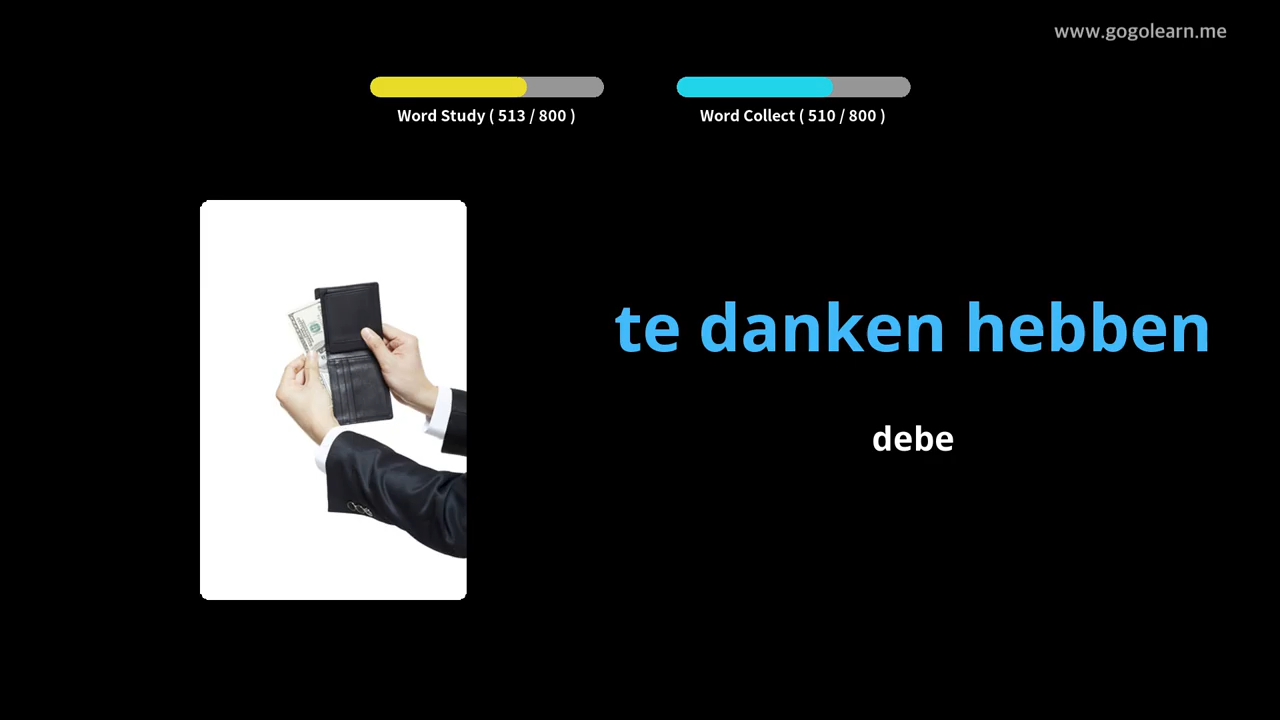 www.gogolearn.me
Word Study ( 513 / 800 )
Word Collect ( 510 / 800 )
te danken hebben
debe